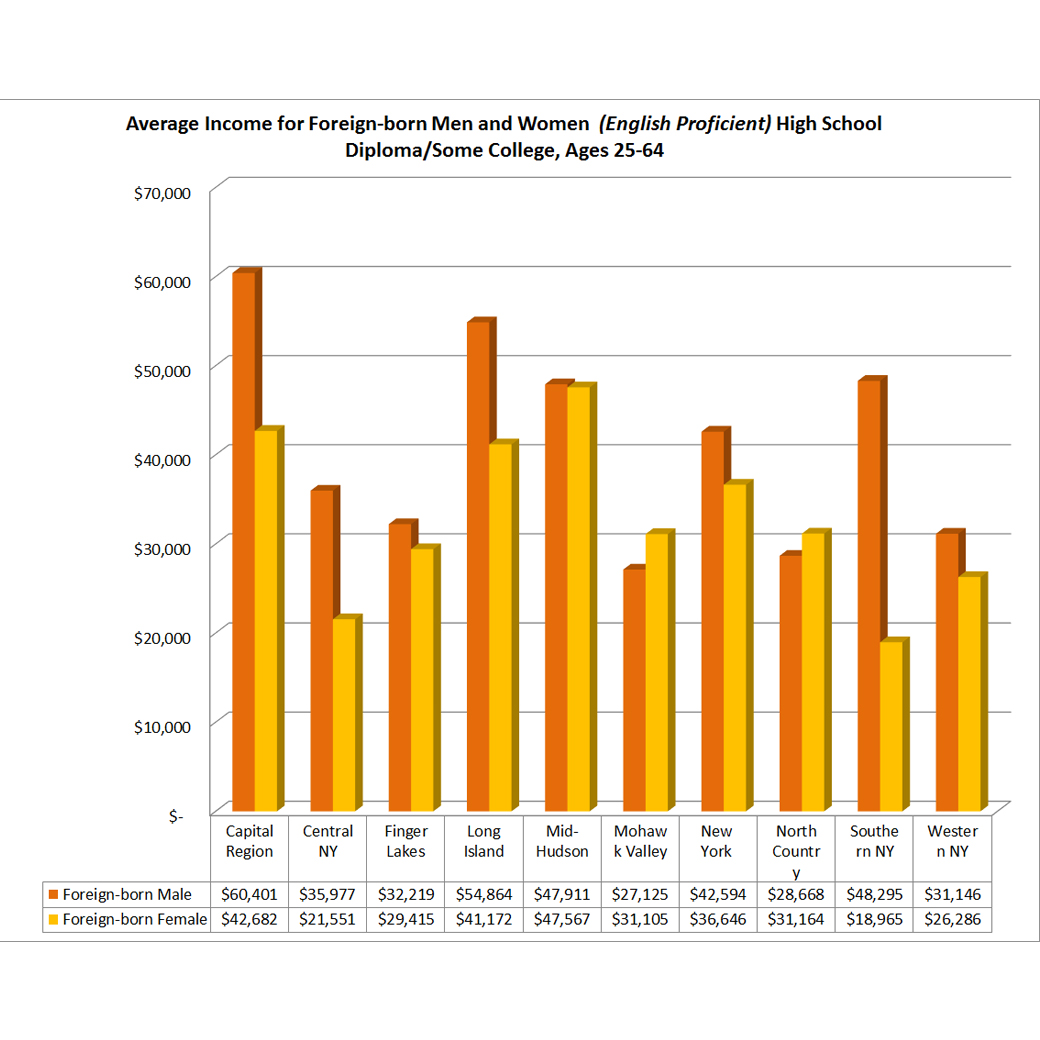 Average Income for Foreign-born Men and Women (English Proficient) High School
Diploma/Some College, Ages 25-64
$70,000
$60,000
$50,000
$40,000
$30,000
$20,000
$10,000
$-
Capital Central Finger Long Mid- Mohaw New North Southe Wester
Region NY Lakes Island Hudson k Valley York Countr rn NY n NY
y
Foreign-born Male $60,401 $35,977 $32,219 $54,864 $47,911 $27,125 $42,594 $28,668 $48,295 $31,146
Foreign-born Female $42,682 $21,551 $29,415 $41,172 $47,567 $31,105 $36,646 $31,164 $18,965 $26,286